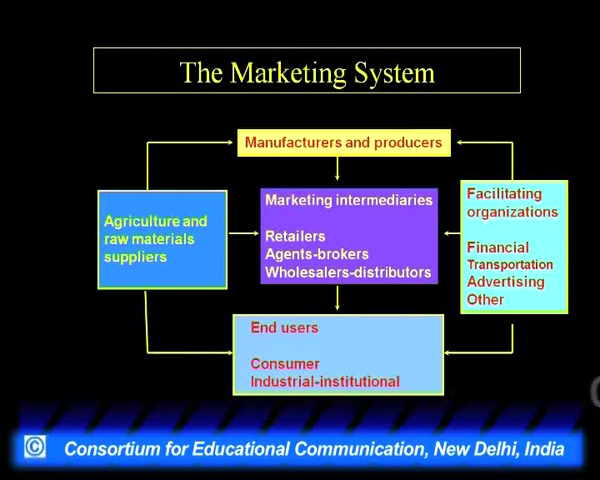 The Marketing System
Manufacturers and producers
Agriculture and
raw materials
suppliers
Marketing intermediaries
Retailers
Agents-brokers
Wholesalers-distributors
Facilitating
organizations
Financial
Transportation
Advertising
Other
End users
Consumer
Industrial-institutional
© Consortium for Educational Communication, New Delhi, India